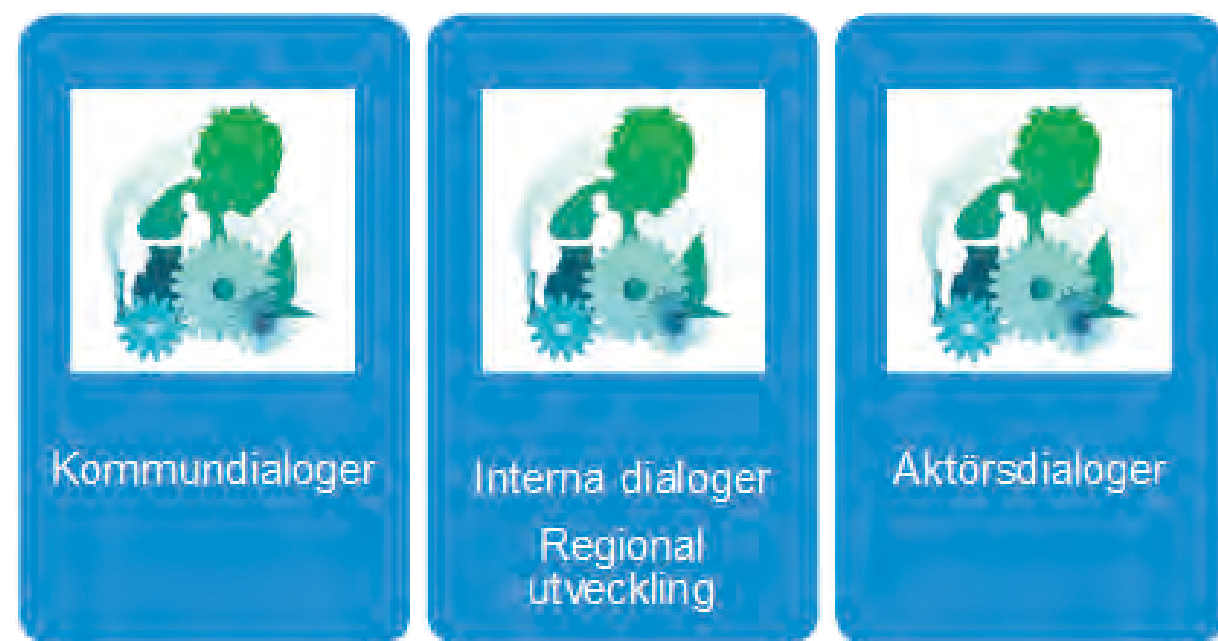 Kommundialoger
Interna dialoger
Regional
utveckling
Aktörsdialoger